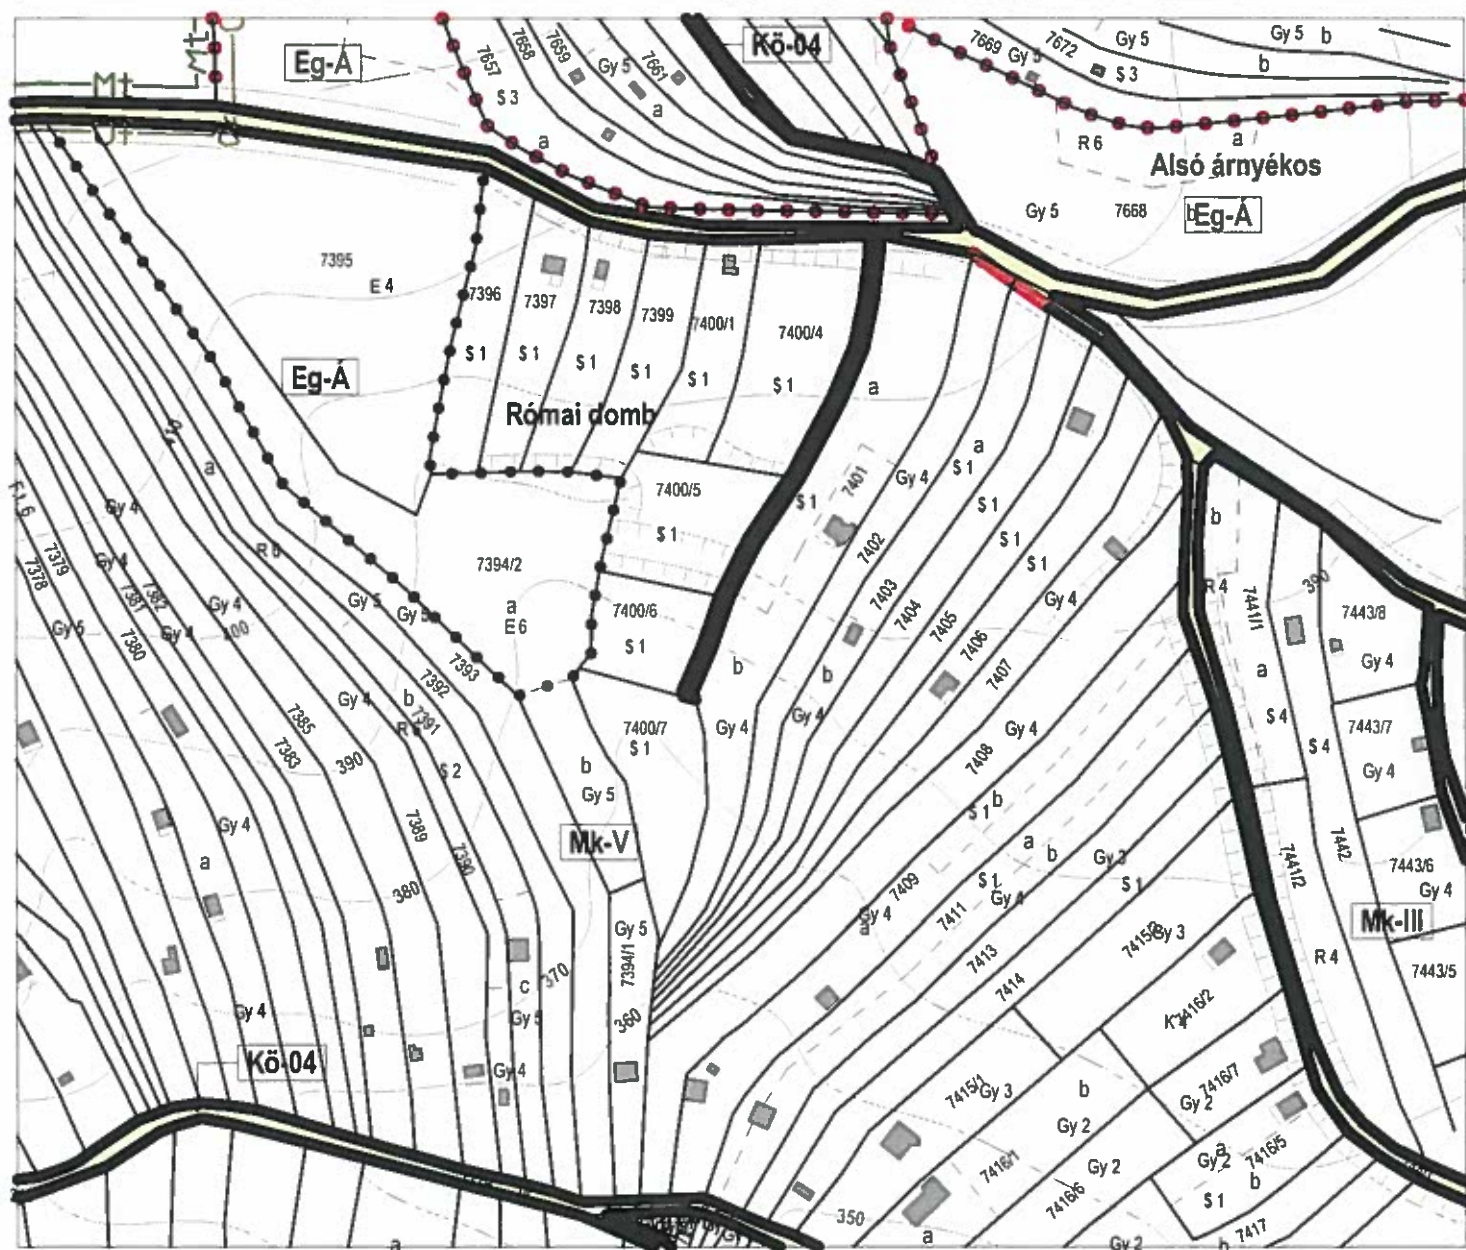 Mt
Mt
Eg-Á
7657
7658
7659
7661
Gy 5
S 3
a
a
Kö-04
7669
Gy 5
7672
S 3
Gy 5
Gy 5 b
b
a
R 6
Alsó árnyékos
Gy 5
7668
b
Eg-Á
7395
E 4
7396
7397
7398
7399
7400/1
7400/4
S 1
S 1
S 1
S 1
S 1
S 1
a
Eg-Á
Római domb
7400/5
S 1
S 1
7401
Gy 4
a
S 1
S 1
S 1
S 1
7402
7403
7404
7405
7406
7407
Gy 4
a
Gy 4
Gy 4
R 6
7378
7379
7381
7382
7380
Gy 5
Gy 4
Gy 4
400
Gy 5
Gy 5
7394/2
a
E 6
7400/6
S 1
7393
7392
7391
b
R 6
Gy 4
7385
7383
390
S 2
7400/7
S 1
b
Gy 5
b
b
Gy 4
Gy 4
Gy 4
7408
S 1
b
b
R 4
7441/1
390
7443/8
Gy 4
a
S 4
S 4
7443/7
Gy 4
7442
7441/2
7443/6
Gy 4
Mk-III
R 4
7443/5
Mk-V
7389
7390
380
Gy 4
a
a
b
Gy 3
S 1
S 1
Gy 4
7409
7411
Gy 4
a
7413
7414
Gy 3
7416/2
Gy 5
7394/1
360
370
C
Gy 5
Gy 4
Gy 4
Kö-04
7415/1
Gy 3
b
Gy 2
7416/7
Gy 2
a
Gy 2
7416/5
b
S 1
7416/1
Gy 2
7416/6
7417
b
350
a
Gy 2
a